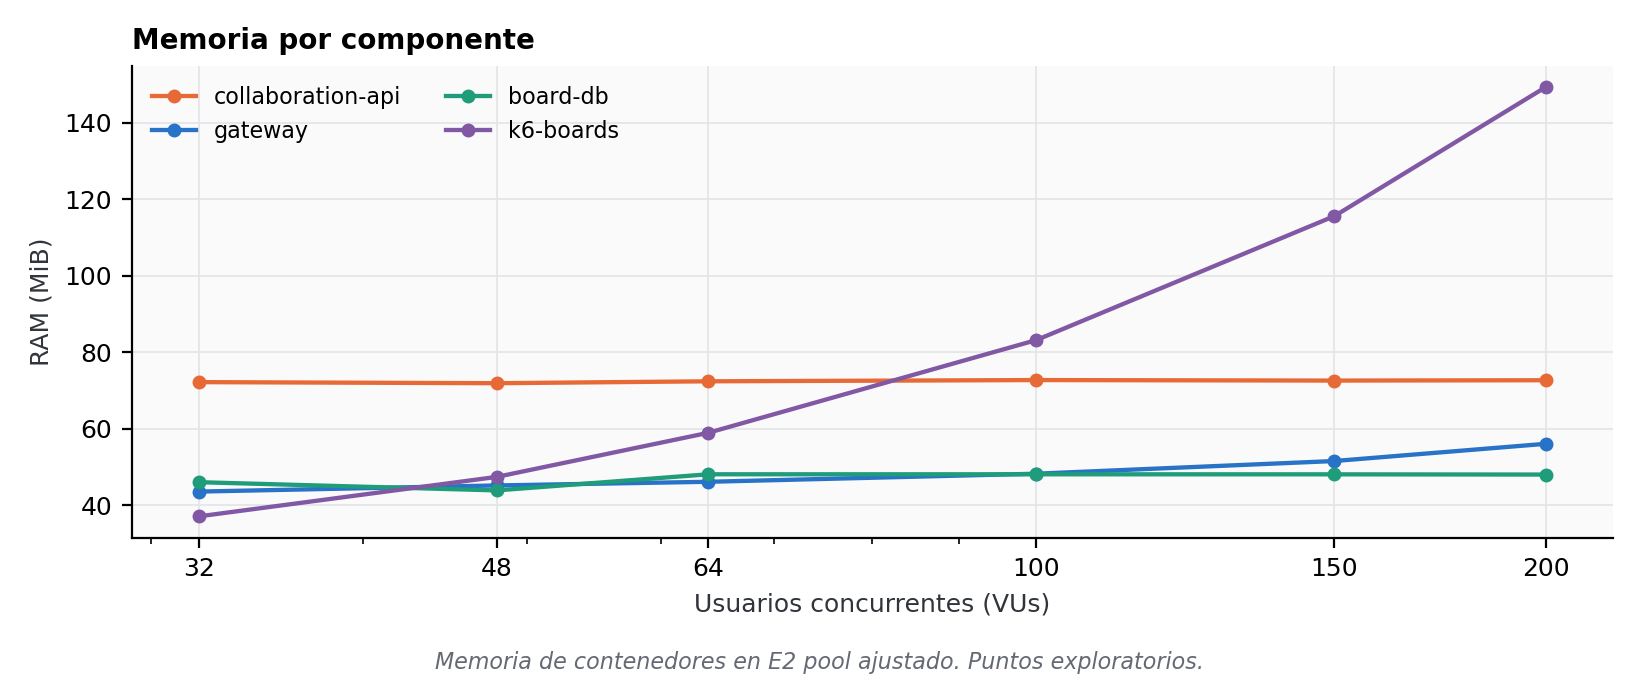 Memoria por componente
collaboration-api
gateway
board-db
k6-boards
RAM (MiB)
140
120
100
80
60
40
32 48 64 100 150 200
Usuarios concurrentes (VUs)
Memoria de contenedores en E2 pool ajustado. Puntos exploratorios.